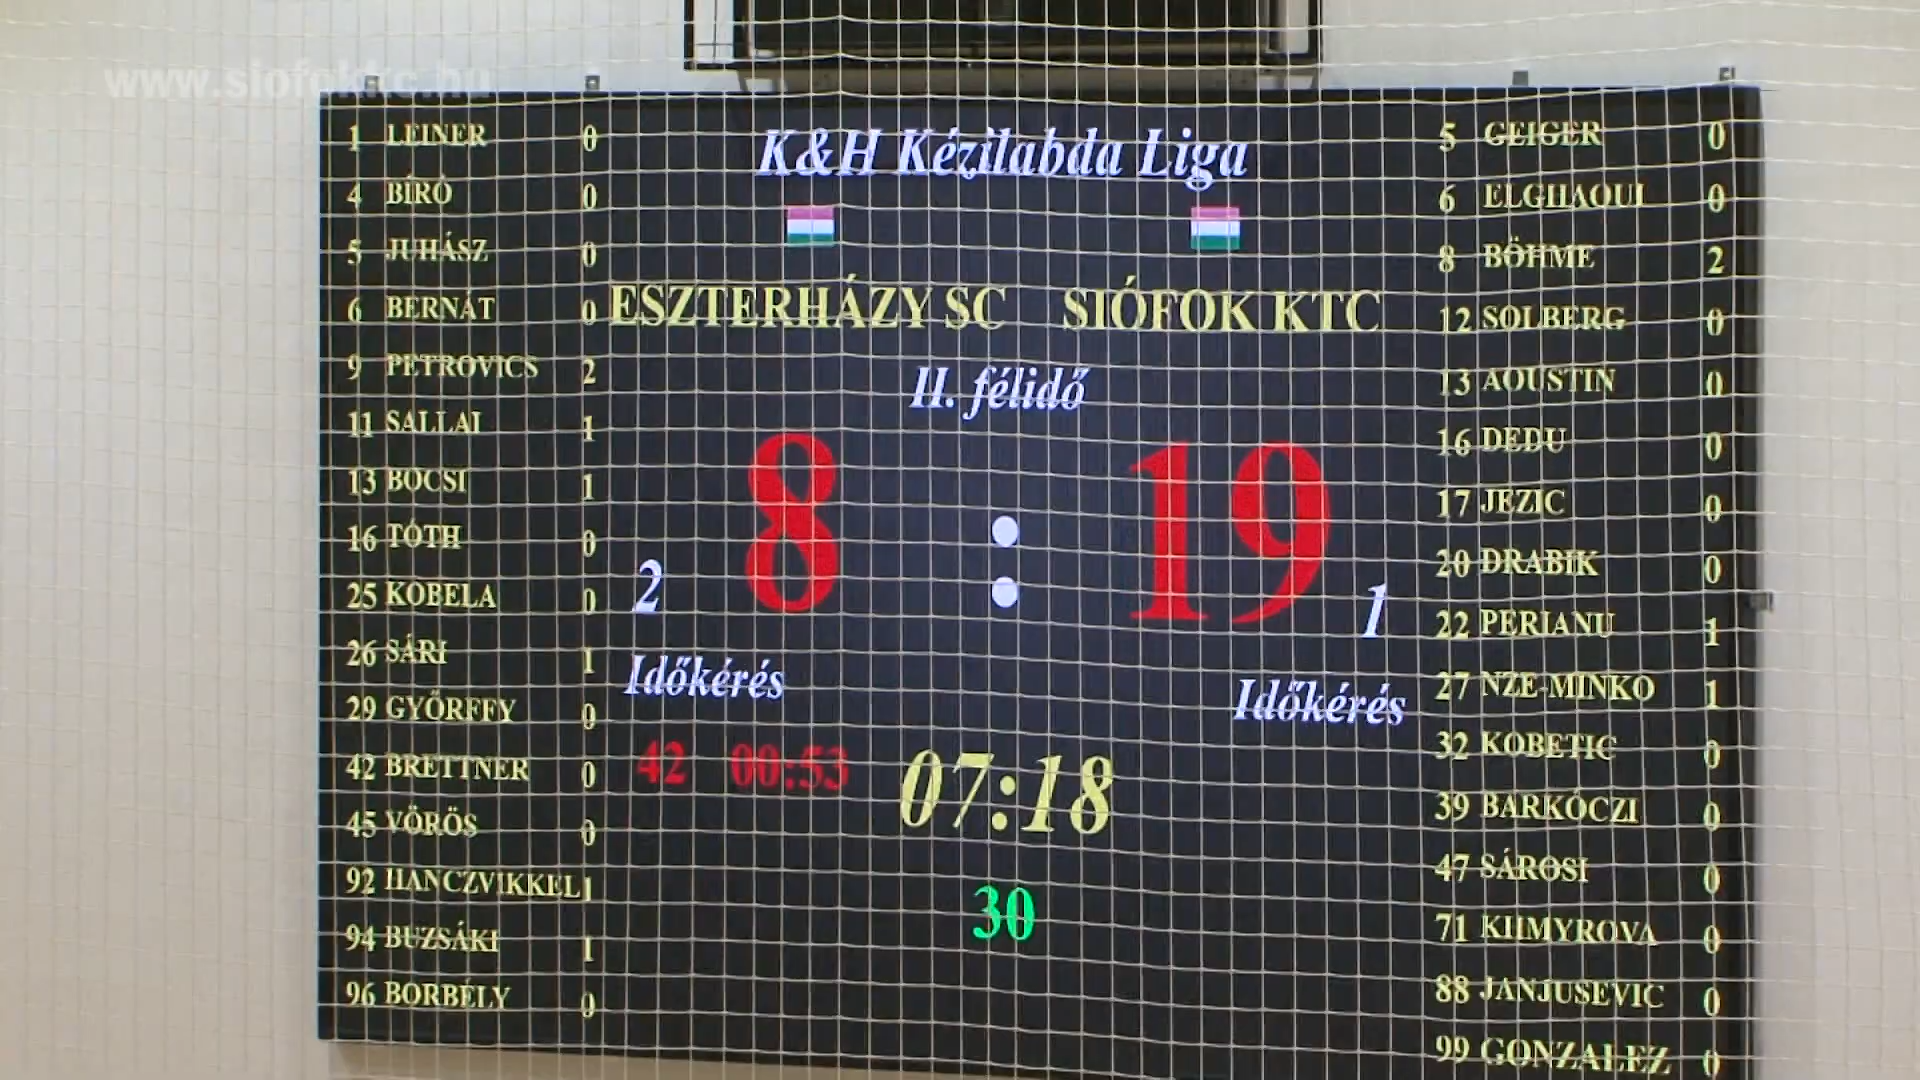 www.siofokktc.hu
K&H Kézilabda Liga
ESZTERHÁZY SC SIÓFOK KTC
II. félidő
8 : 19
2 1
Időkérés Időkérés
42 00:53
07:18
30
1 LEINER 0
4 BÍRÓ 0
5 JUHÁSZ 0
6 BERNÁT 0
9 PETROVICS 2
11 SALLAI 1
13 BOCSI 1
16 TÓTH 0
25 KOBELA 0
26 SÁRI 1
29 GYŐRFFY 0
42 BRETTNER 0
45 VÖRÖS 0
92 HANCZVIKKEL 1
94 BUZSÁKI 1
96 BORBÉLY 0
5 GEIGER 0
6 ELGHAOUI 0
8 BÖHME 2
12 SOLBERG 0
13 AOUSTIN 0
16 DEDU 0
17 JEZIC 0
20 DRABIK 0
22 PERIANU 1
27 NZE-MINKO 1
32 KOBETIC 0
39 BARKÓCZI 0
47 SÁROSI 0
71 KHMYROVA 0
88 JANJUSEVIC 0
99 GONZALEZ 0